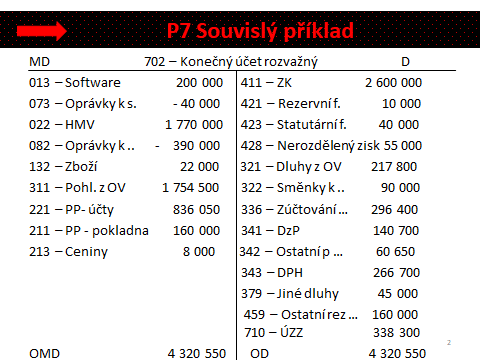 P7 Souvislý příklad
MD 702 – Konečný účet rozvažný D
013 – Software 200 000 411 – ZK 2 600 000
073 – Oprávky k s. - 40 000 421 – Rezervní f. 10 000
022 – HMV 1 770 000 423 – Statutární f. 40 000
082 – Oprávky k .. - 390 000 428 – Nerozdělený zisk 55 000
132 – Zboží 22 000 321 – Dluhy z OV 217 800
311 – Pohl. z OV 1 754 500 322 – Směnky k .. 90 000
221 – PP- účty 836 050 336 – Zúčtování ... 296 400
211 – PP - pokladna 160 000 341 – DzP 140 700
213 – Ceniny 8 000 342 – Ostatní p ... 60 650
343 – DPH 266 700
379 – Jiné dluhy 45 000
459 – Ostatní rez ... 160 000
710 – ÚZZ 338 300
2
OMD 4 320 550 OD 4 320 550